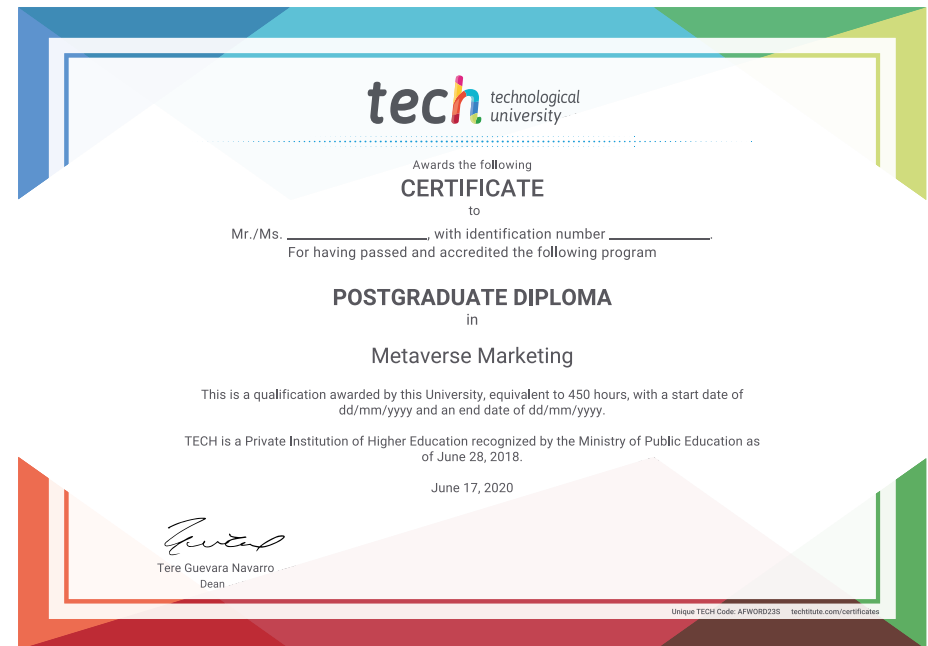 tech technological
university
Awards the following
CERTIFICATE
to
Mr./Ms. ____________________, with identification number ______________.
For having passed and accredited the following program
POSTGRADUATE DIPLOMA
in
Metaverse Marketing
This is a qualification awarded by this University, equivalent to 450 hours, with a start date of
dd/mm/yyyy and an end date of dd/mm/yyyy.
TECH is a Private Institution of Higher Education recognized by the Ministry of Public Education as
of June 28, 2018.
June 17, 2020
Tere Guevara Navarro
Dean
Unique TECH Code: AFWORD23S techtitute.com/certificates